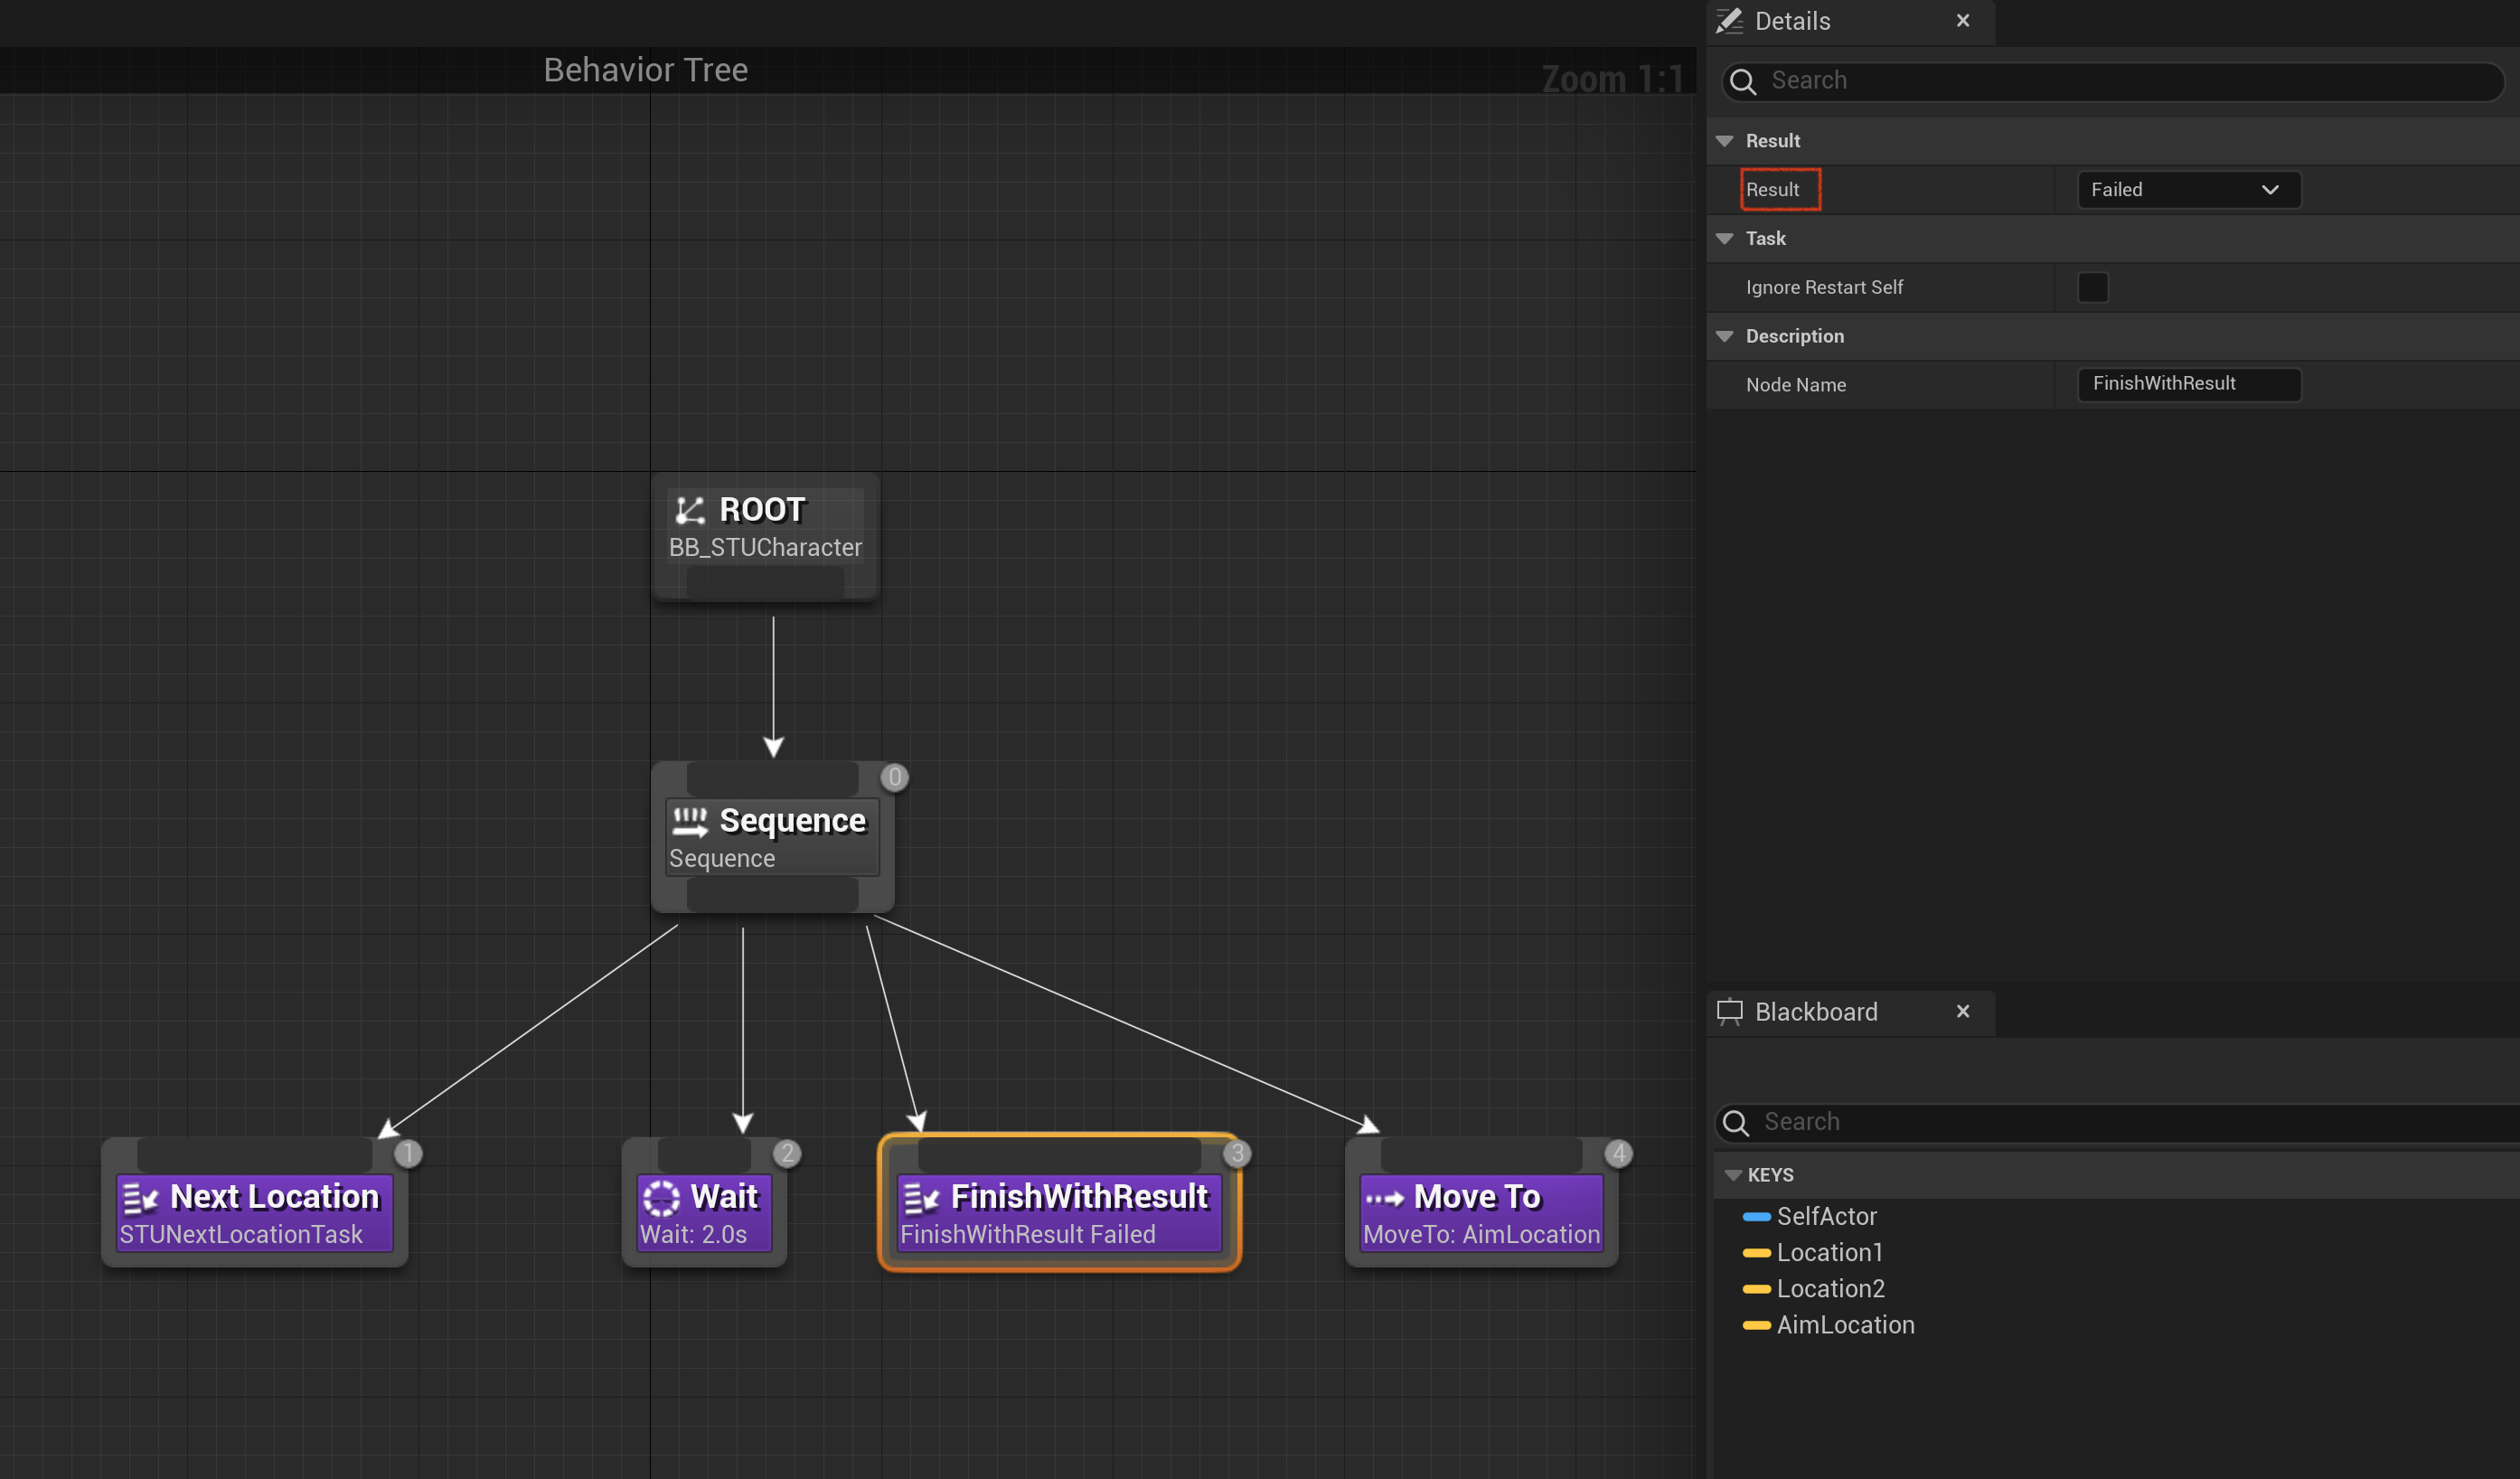 Behavior Tree
Zoom 1:1
ROOT
BB_STUCharacter
0
Sequence
Sequence
1
Next Location
STUNextLocationTask
2
Wait
Wait: 2.0s
3
FinishWithResult
FinishWithResult Failed
4
Move To
MoveTo: AimLocation
Details
Search
Result
Result
Failed
Task
Ignore Restart Self
Description
Node Name
FinishWithResult
Blackboard
Search
KEYS
SelfActor
Location1
Location2
AimLocation